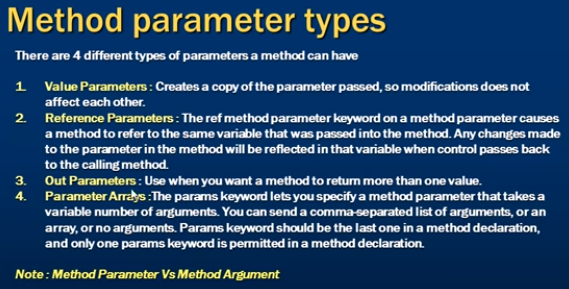 Method parameter types
There are 4 different types of parameters a method can have
1. Value Parameters : Creates a copy of the parameter passed, so modifications does not
affect each other.
2. Reference Parameters : The ref method parameter keyword on a method parameter causes
a method to refer to the same variable that was passed into the method. Any changes made
to the parameter in the method will be reflected in that variable when control passes back
to the calling method.
3. Out Parameters : Use when you want a method to return more than one value.
4. Parameter Arrays :The params keyword lets you specify a method parameter that takes a
variable number of arguments. You can send a comma-separated list of arguments, or an
array, or no arguments. Params keyword should be the last one in a method declaration,
and only one params keyword is permitted in a method declaration.
Note : Method Parameter Vs Method Argument